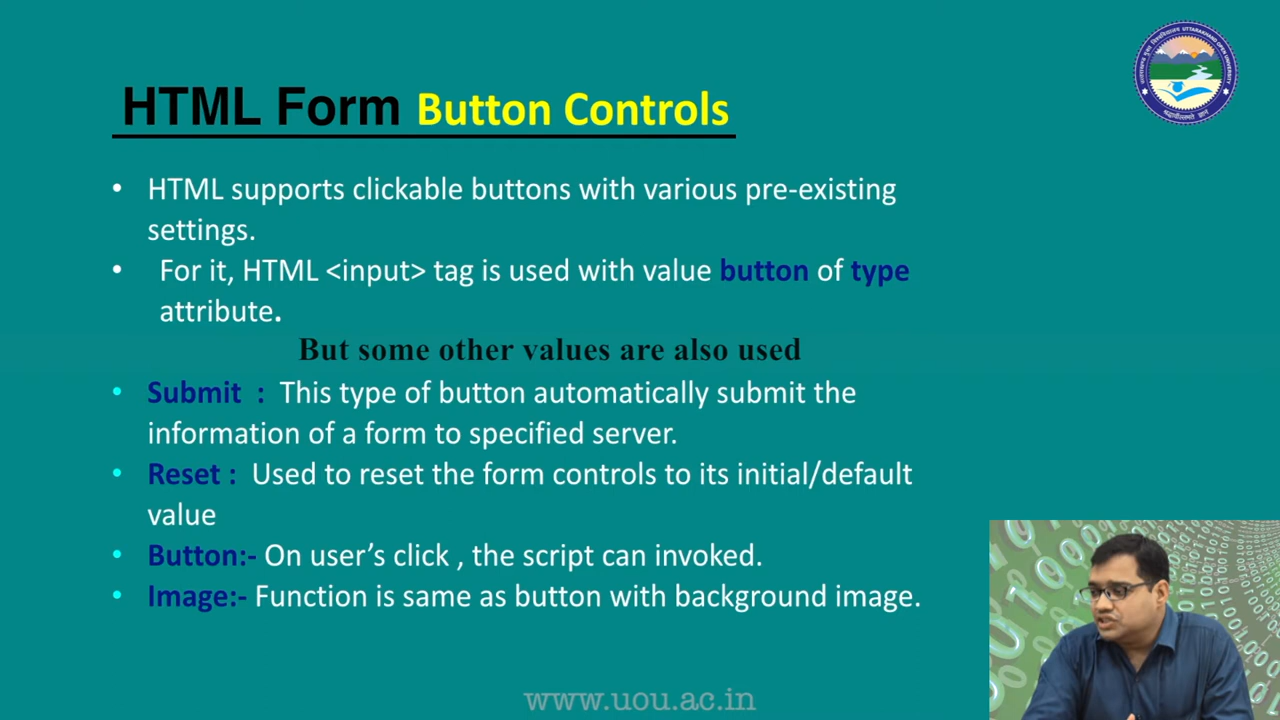 HTML Form Button Controls
• HTML supports clickable buttons with various pre-existing
settings.
• For it, HTML <input> tag is used with value button of type
attribute.
But some other values are also used
• Submit : This type of button automatically submit the
information of a form to specified server.
• Reset : Used to reset the form controls to its initial/default
value
• Button:- On user’s click , the script can invoked.
• Image:- Function is same as button with background image.
www.uou.ac.in
UTTARAKHAND OPEN UNIVERSITY